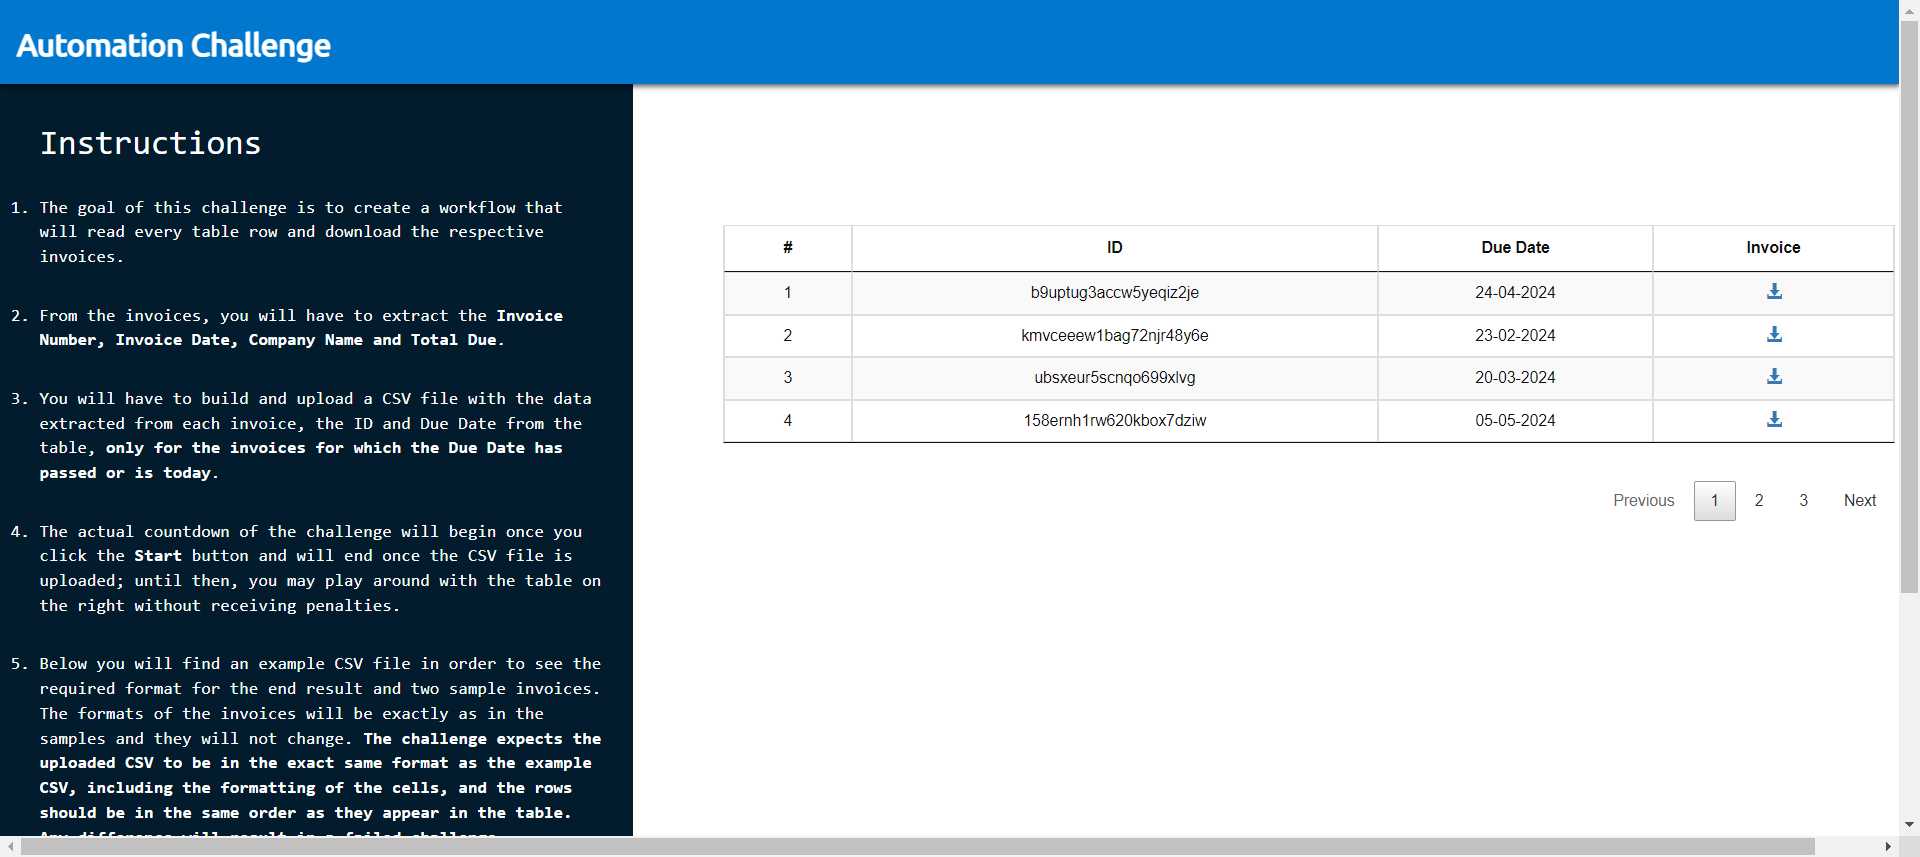 Automation Challenge
Instructions
1. The goal of this challenge is to create a workflow that
will read every table row and download the respective
invoices.
2. From the invoices, you will have to extract the Invoice
Number, Invoice Date, Company Name and Total Due.
3. You will have to build and upload a CSV file with the data
extracted from each invoice, the ID and Due Date from the
table, only for the invoices for which the Due Date has
passed or is today.
4. The actual countdown of the challenge will begin once you
click the Start button and will end once the CSV file is
uploaded; until then, you may play around with the table on
the right without receiving penalties.
5. Below you will find an example CSV file in order to see the
required format for the end result and two sample invoices.
The formats of the invoices will be exactly as in the
samples and they will not change. The challenge expects the
uploaded CSV to be in the exact same format as the example
CSV, including the formatting of the cells, and the rows
should be in the same order as they appear in the table.
Any difference will result in a failed challenge.
# ID Due Date Invoice
1 b9uptug3accw5yeqiz2je 24-04-2024
2 kmvceeew1bag72njr48y6e 23-02-2024
3 ubsxeur5scnqo699xlvg 20-03-2024
4 158ernh1rw620kbox7dziw 05-05-2024
Previous 1 2 3 Next